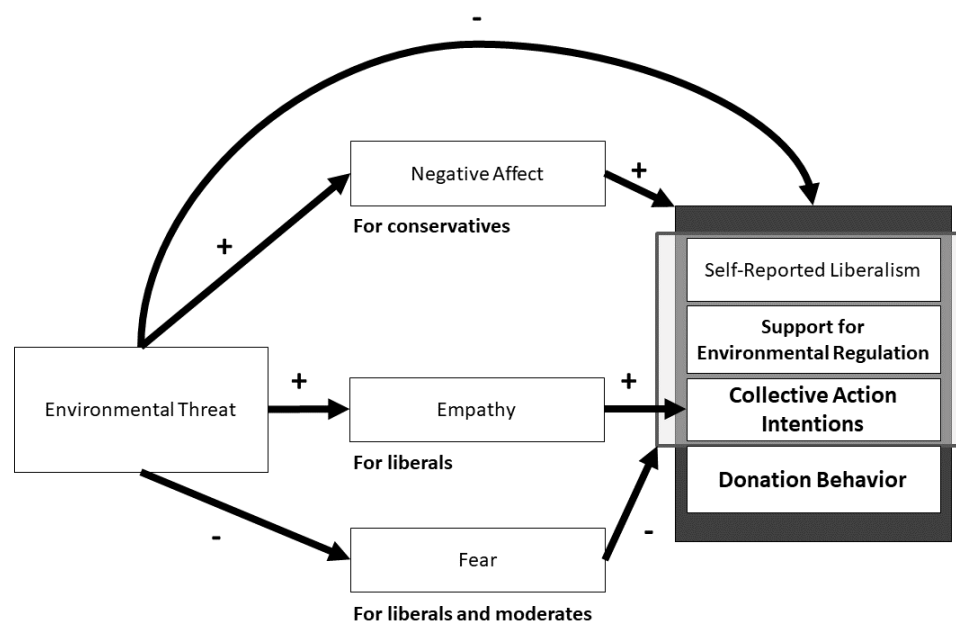 -
Negative Affect
+
For conservatives
+
Self-Reported Liberalism
Support for
Environmental Regulation
Environmental Threat
+
Empathy
+
Collective Action
Intentions
For liberals
Donation Behavior
-
Fear
-
For liberals and moderates